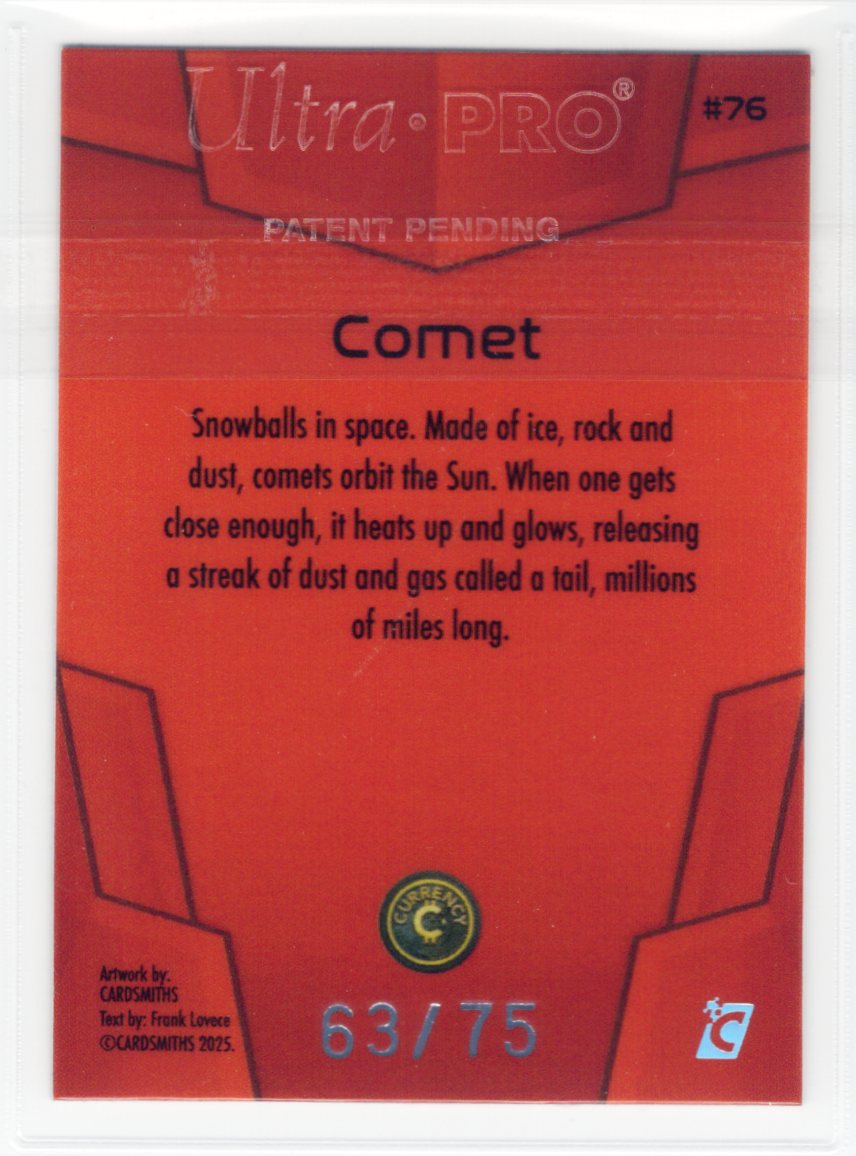 Ultra·PRO®
#76
PATENT PENDING
Comet
Snowballs in space. Made of ice, rock and
dust, comets orbit the Sun. When one gets
close enough, it heats up and glows, releasing
a streak of dust and gas called a tail, millions
of miles long.
CURRENCY
C
Artwork by:
CARDSMITHS
Text by: Frank Lovece
©CARDSMITHS 2025.
63/75
C